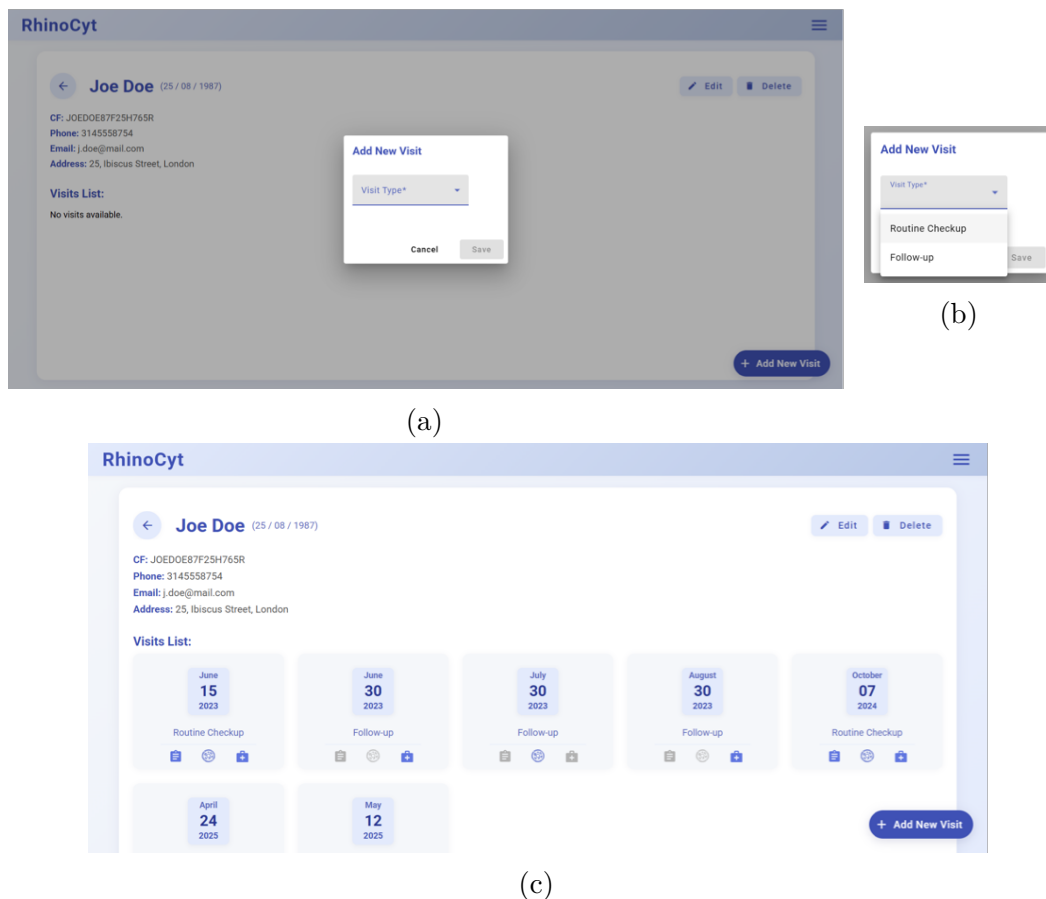 RhinoCyt
Joe Doe (25 / 08 / 1987)
Edit
Delete
CF: JOEDOE87F25H765R
Phone: 3145558754
Email: j.doe@mail.com
Address: 25, Ibiscus Street, London
Visits List:
No visits available.
Add New Visit
Visit Type*
Cancel
Save
+ Add New Visit
(a)
Add New Visit
Visit Type*
Routine Checkup
Follow-up
Save
(b)
RhinoCyt
Joe Doe (25 / 08 / 1987)
Edit
Delete
CF: JOEDOE87F25H765R
Phone: 3145558754
Email: j.doe@mail.com
Address: 25, Ibiscus Street, London
Visits List:
June
15
2023
Routine Checkup
June
30
2023
Follow-up
July
30
2023
Follow-up
August
30
2023
Follow-up
October
07
2024
Routine Checkup
April
24
2025
May
12
2025
+ Add New Visit
(c)